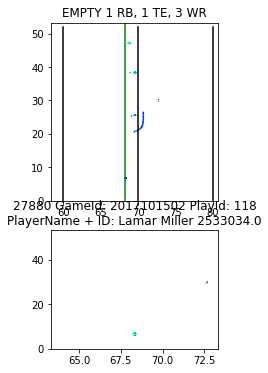 EMPTY 1 RB, 1 TE, 3 WR
50
40
30
20
10
0
60 65 70 75 80
27880 GameId: 2017101502 PlayId: 118
PlayerName + ID: Lamar Miller 2533034.0
40
20
0
65.0 67.5 70.0 72.5